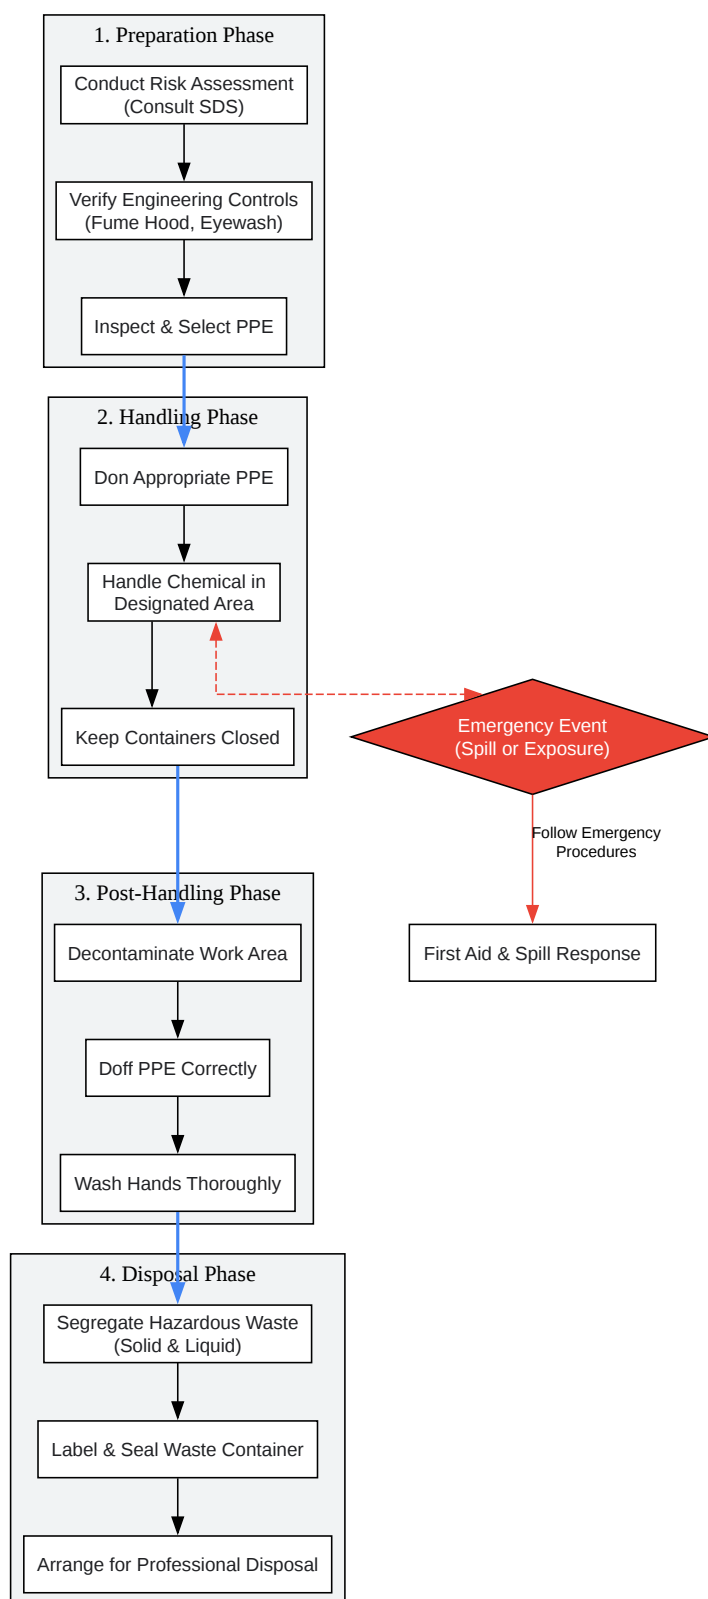 1. Preparation Phase
Conduct Risk Assessment
(Consult SDS)
Verify Engineering Controls
(Fume Hood, Eyewash)
Inspect & Select PPE
2. Handling Phase
Don Appropriate PPE
Handle Chemical in
Designated Area
Keep Containers Closed
Emergency Event
(Spill or Exposure)
Follow Emergency
Procedures
First Aid & Spill Response
3. Post-Handling Phase
Decontaminate Work Area
Doff PPE Correctly
Wash Hands Thoroughly
4. Disposal Phase
Segregate Hazardous Waste
(Solid & Liquid)
Label & Seal Waste Container
Arrange for Professional Disposal